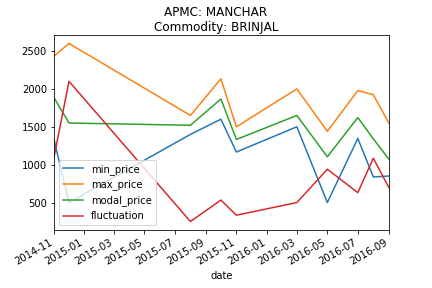 APMC: MANCHAR
Commodity: BRINJAL
2500
2000
1500
1000
500
min_price
max_price
modal_price
fluctuation
2014-11
2015-01
2015-03
2015-05
2015-07
2015-09
2015-11
2016-01
2016-03
2016-05
2016-07
2016-09
date